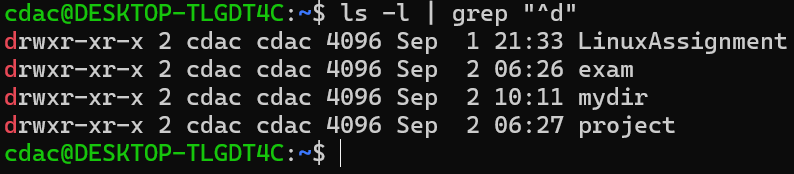 cdac@DESKTOP-TLGDT4C:~$ ls -l | grep "^d"
drwxr-xr-x 2 cdac cdac 4096 Sep  1 21:33 LinuxAssignment
drwxr-xr-x 2 cdac cdac 4096 Sep  2 06:26 exam
drwxr-xr-x 2 cdac cdac 4096 Sep  2 10:11 mydir
drwxr-xr-x 2 cdac cdac 4096 Sep  2 06:27 project
cdac@DESKTOP-TLGDT4C:~$